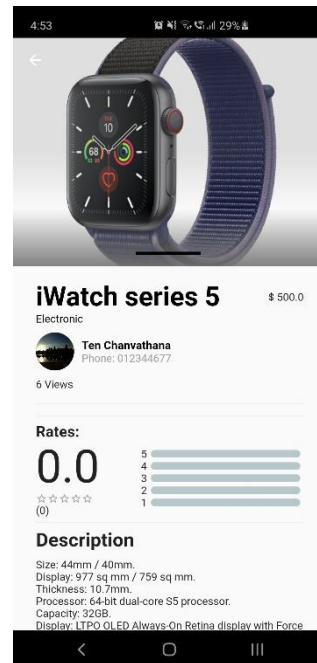 4:53
29%
10
68
iWatch series 5
$ 500.0
Electronic
Ten Chanvathana
Phone: 012344677
6 Views
Rates:
0.0
5
4
3
2
1
(0)
Description
Size: 44mm / 40mm.
Display: 977 sq mm / 759 sq mm.
Thickness: 10.7mm.
Processor: 64-bit dual-core S5 processor.
Capacity: 32GB.
Display: LTPO OLED Always-On Retina display with Force